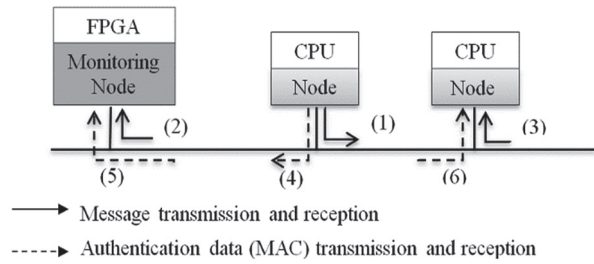 FPGA
Monitoring
Node
CPU
Node
CPU
Node
(1)
(2)
(3)
(4)
(5)
(6)
Message transmission and reception
Authentication data (MAC) transmission and reception